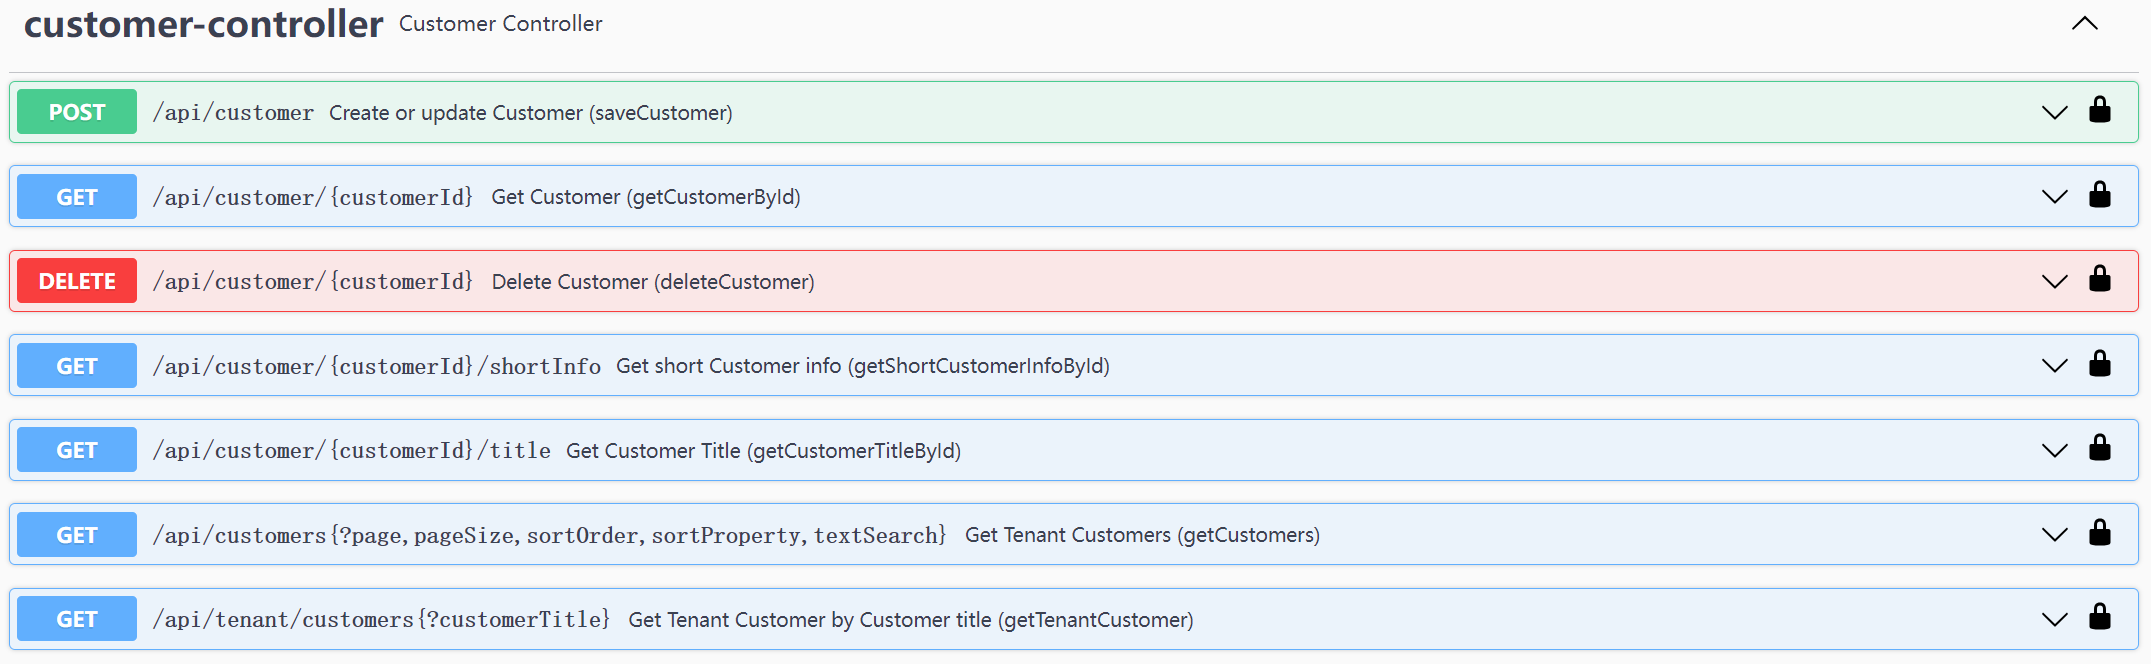 customer-controller Customer Controller
POST /api/customer Create or update Customer (saveCustomer)
GET /api/customer/{customerId} Get Customer (getCustomerById)
DELETE /api/customer/{customerId} Delete Customer (deleteCustomer)
GET /api/customer/{customerId}/shortInfo Get short Customer info (getShortCustomerInfoById)
GET /api/customer/{customerId}/title Get Customer Title (getCustomerTitleById)
GET /api/customers{?page,pageSize,sortOrder,sortProperty,textSearch} Get Tenant Customers (getCustomers)
GET /api/tenant/customers{?customerTitle} Get Tenant Customer by Customer title (getTenantCustomer)